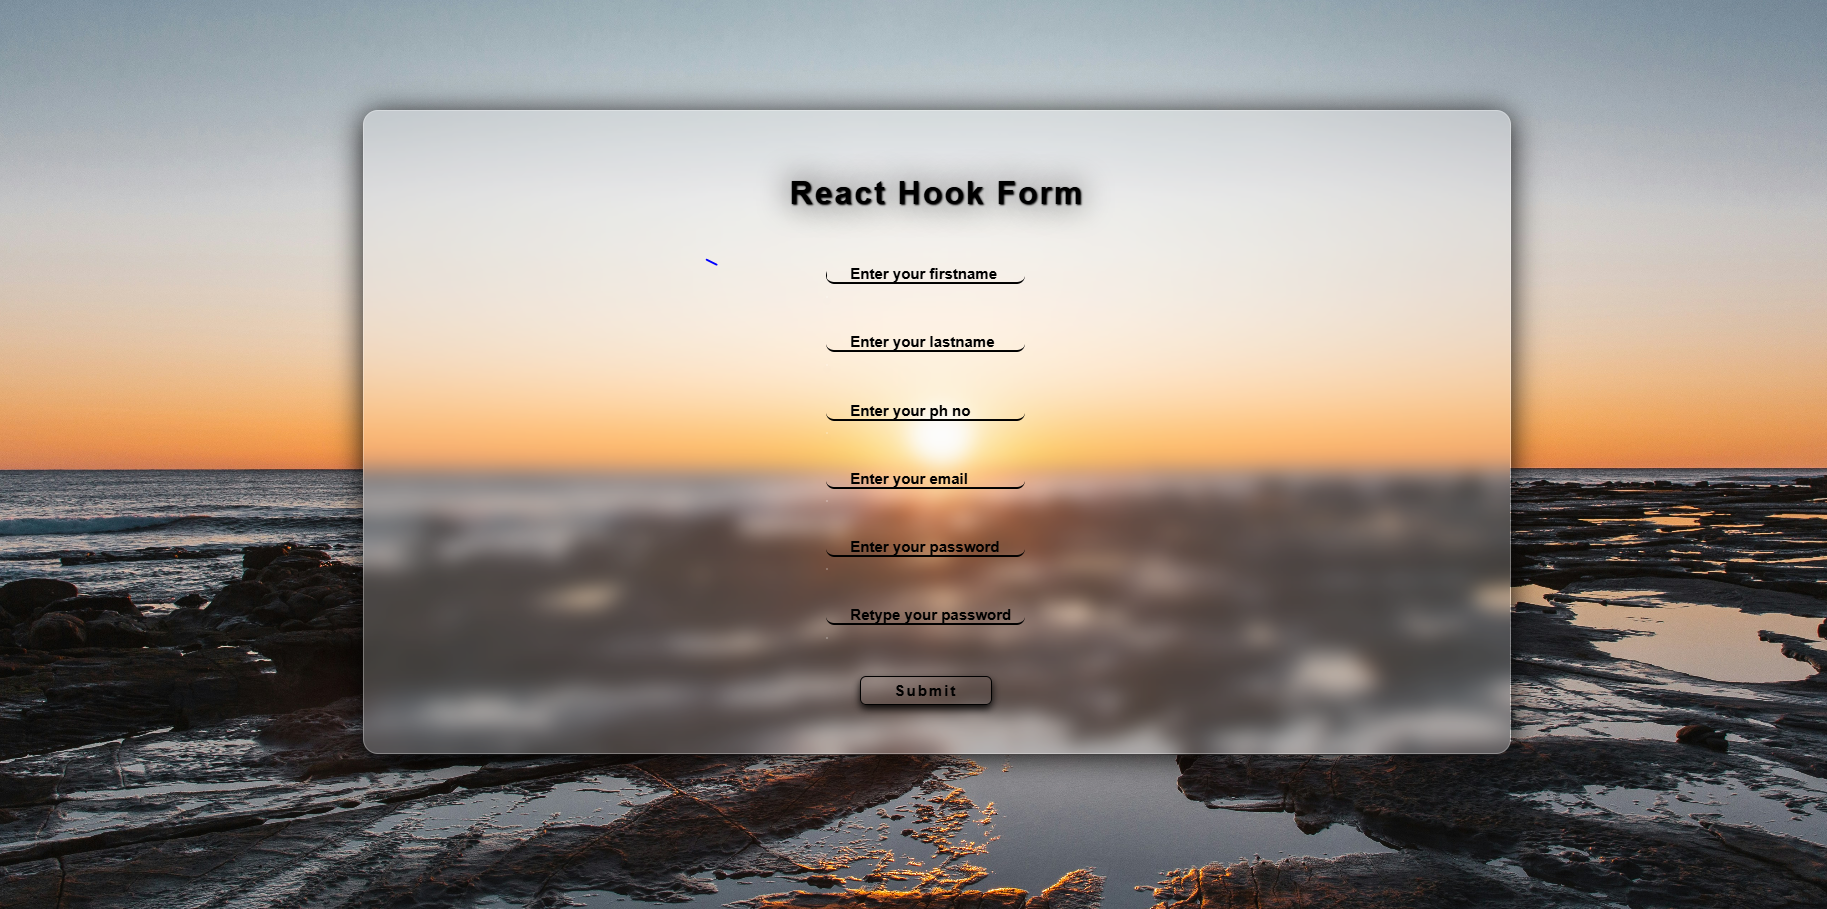 React Hook Form
Enter your firstname
Enter your lastname
Enter your ph no
Enter your email
Enter your password
Retype your password
Submit